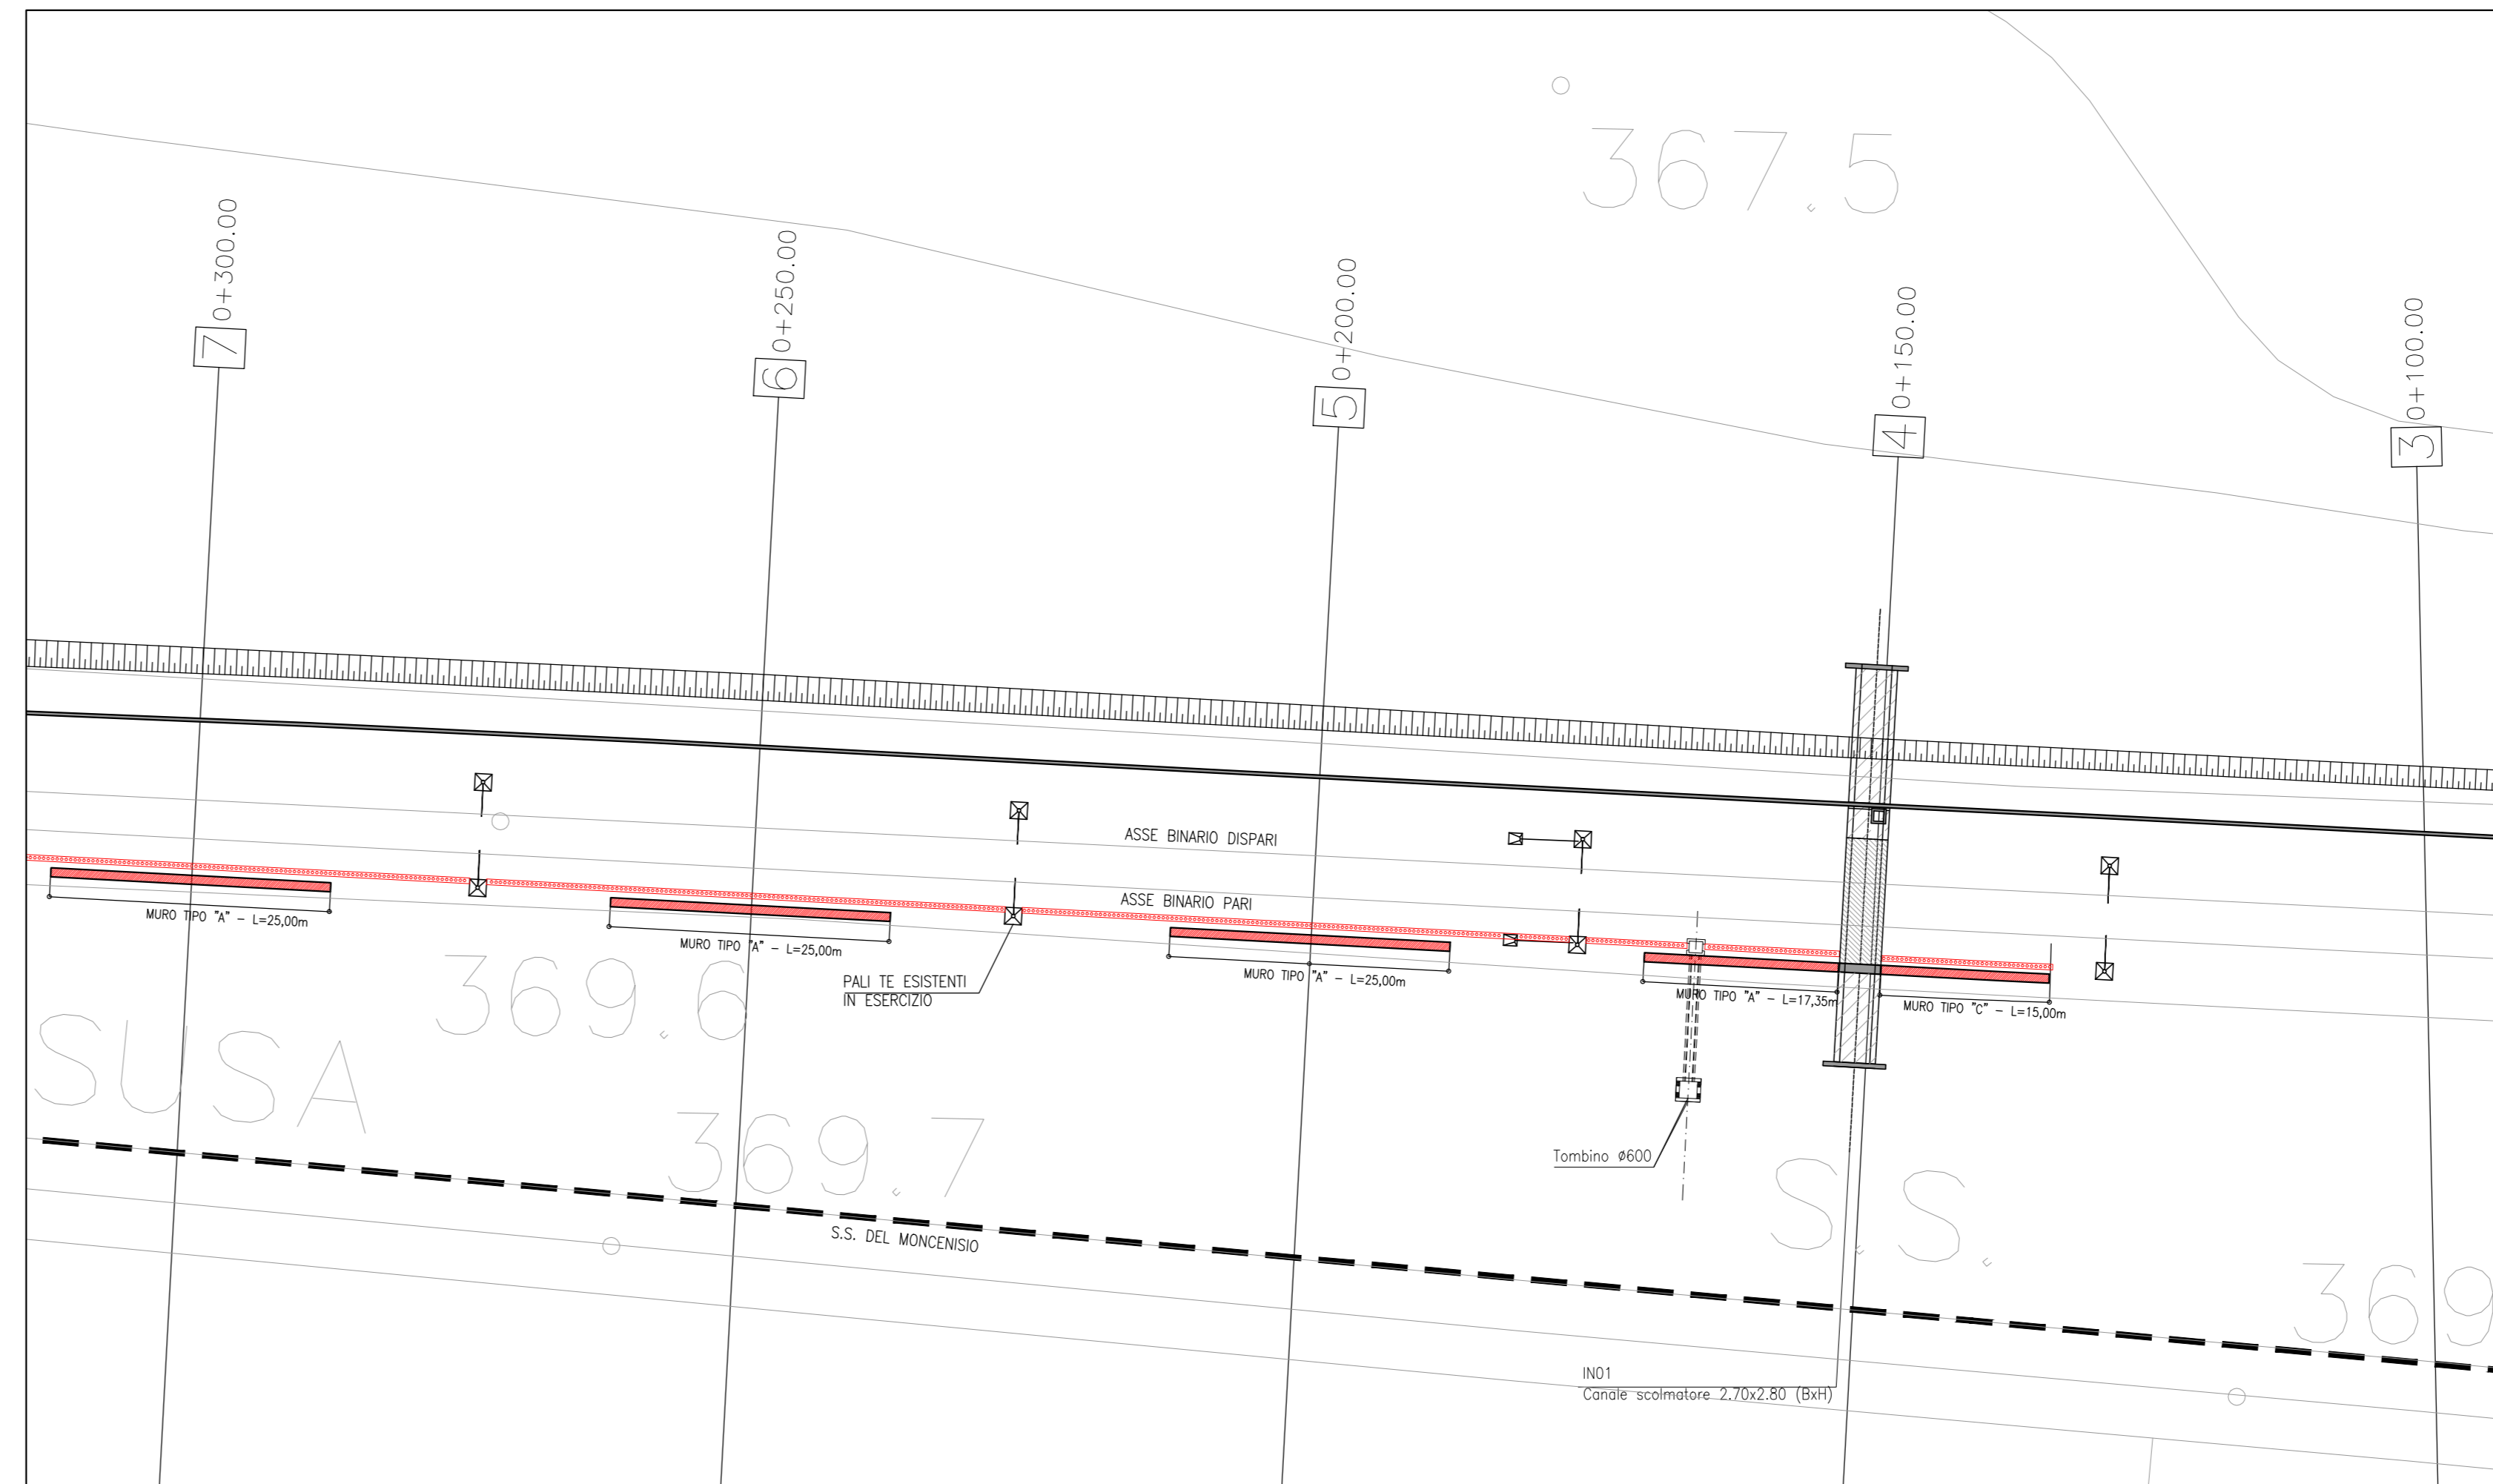 367.5
7 0+300.00
6 0+250.00
5 0+200.00
4 0+150.00
3 0+100.00
ASSE BINARIO DISPARI
ASSE BINARIO PARI
MURO TIPO "A" – L=25,00m
MURO TIPO "A" – L=25,00m
MURO TIPO "A" – L=25,00m
MURO TIPO "A" – L=17,35m
MURO TIPO "C" – L=15,00m
PALI TE ESISTENTI
IN ESERCIZIO
369.6
SUSA
369.7
Tombino ø600
S.S.
S.S. DEL MONCENISIO
369
IN01
Canale scolmatore 2.70x2.80 (BxH)